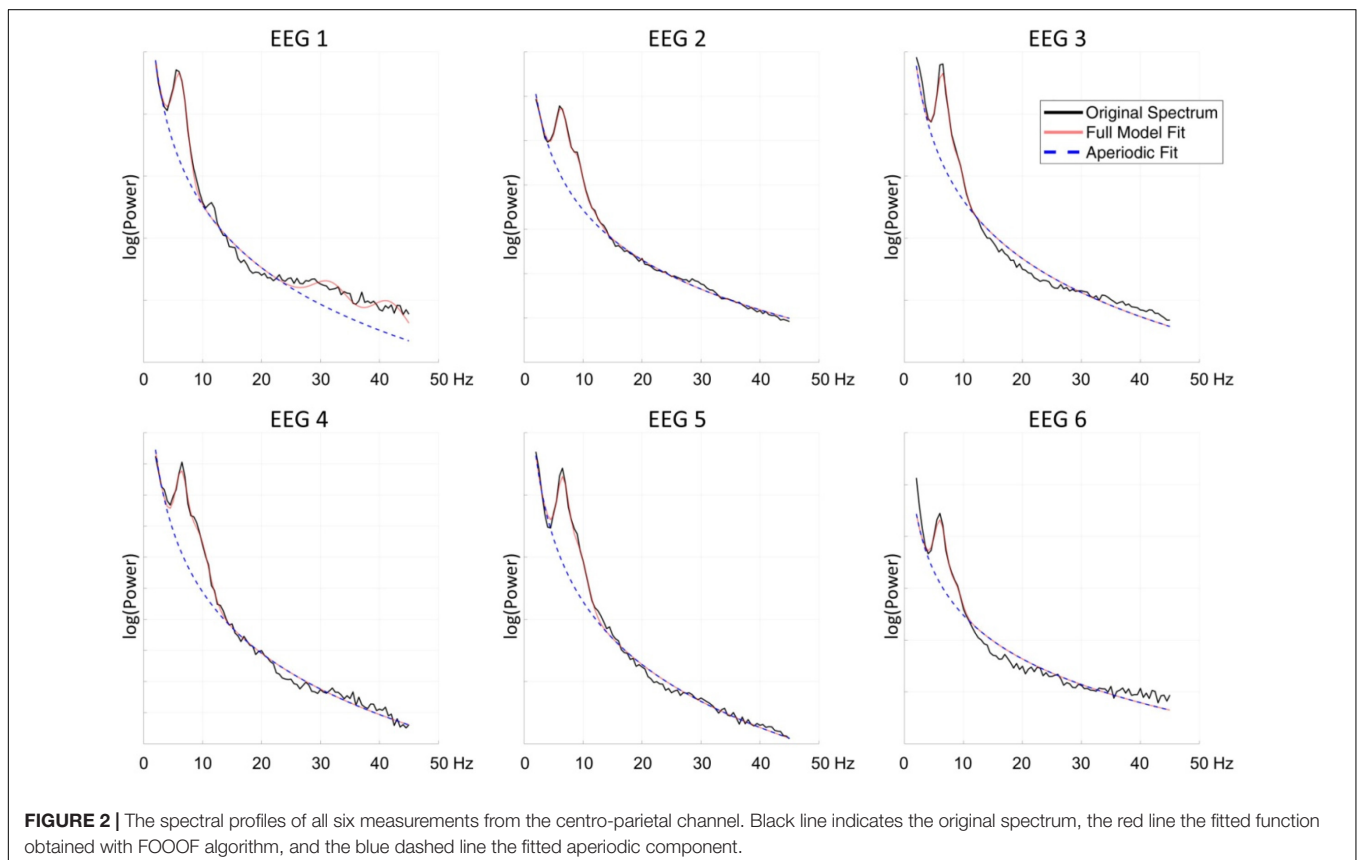 EEG 1
EEG 2
EEG 3
log(Power)
log(Power)
log(Power)
Original Spectrum
Full Model Fit
Aperiodic Fit
0 10 20 30 40 50 Hz
0 10 20 30 40 50 Hz
0 10 20 30 40 50 Hz
EEG 4
EEG 5
EEG 6
log(Power)
log(Power)
log(Power)
0 10 20 30 40 50 Hz
0 10 20 30 40 50 Hz
0 10 20 30 40 50 Hz
FIGURE 2 | The spectral profiles of all six measurements from the centro-parietal channel. Black line indicates the original spectrum, the red line the fitted function
obtained with FOOOF algorithm, and the blue dashed line the fitted aperiodic component.